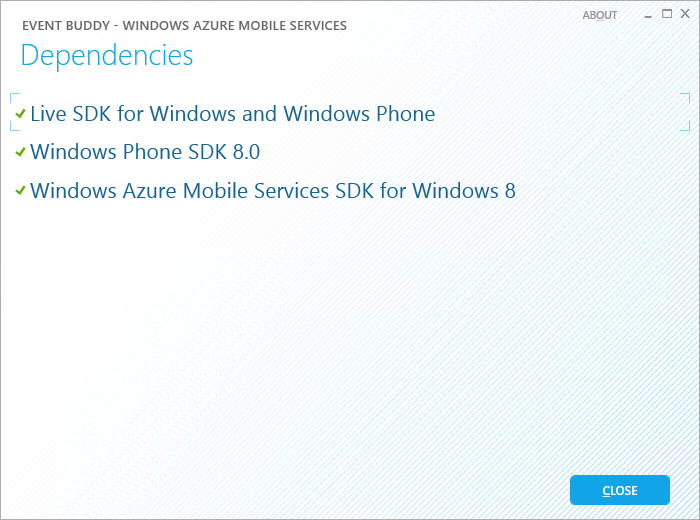 EVENT BUDDY - WINDOWS AZURE MOBILE SERVICES
ABOUT
Dependencies
Live SDK for Windows and Windows Phone
Windows Phone SDK 8.0
Windows Azure Mobile Services SDK for Windows 8
CLOSE